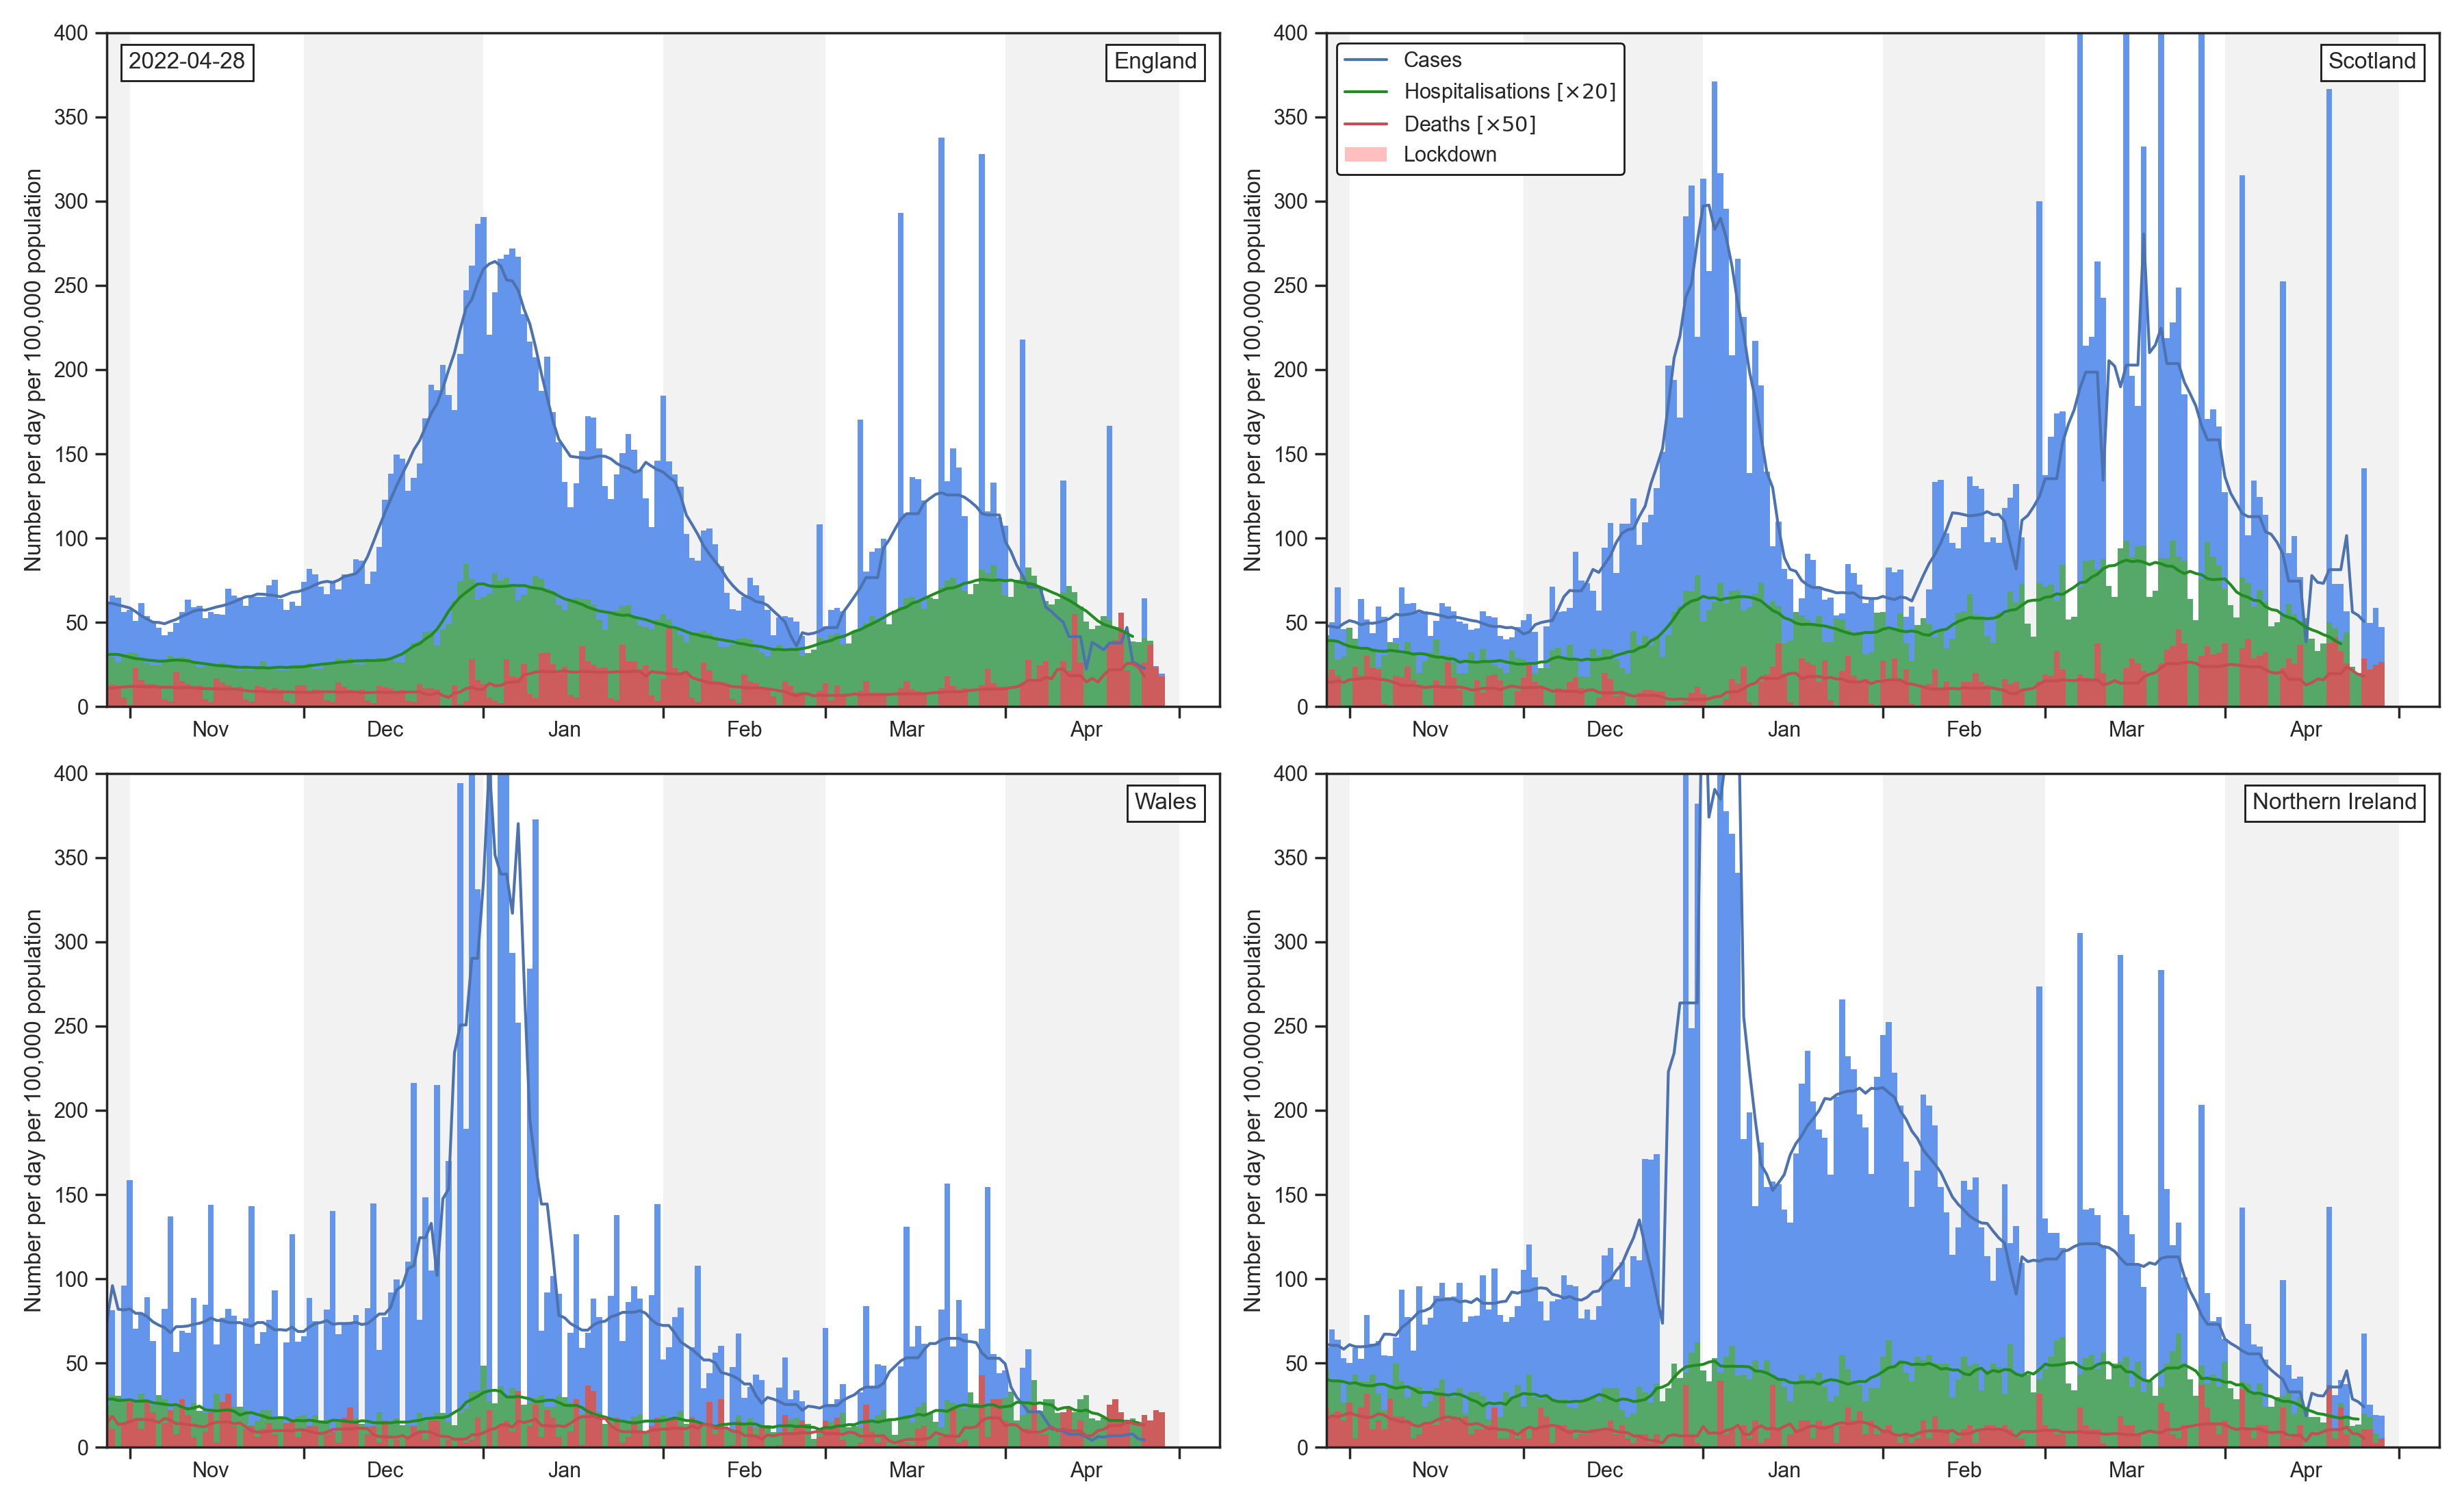 2022-04-28
England
Number per day per 100,000 population
400
350
300
250
200
150
100
50
0
Nov
Dec
Jan
Feb
Mar
Apr
Cases
Hospitalisations [×20]
Deaths [×50]
Lockdown
Scotland
Number per day per 100,000 population
400
350
300
250
200
150
100
50
0
Nov
Dec
Jan
Feb
Mar
Apr
Wales
Number per day per 100,000 population
400
350
300
250
200
150
100
50
0
Nov
Dec
Jan
Feb
Mar
Apr
Northern Ireland
Number per day per 100,000 population
400
350
300
250
200
150
100
50
0
Nov
Dec
Jan
Feb
Mar
Apr